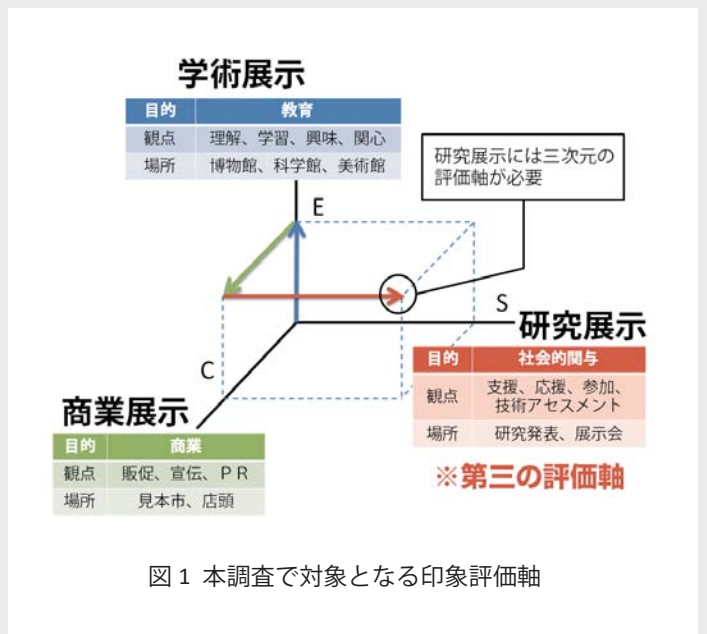 学術展示
目的 教育
観点 理解、学習、興味、関心
場所 博物館、科学館、美術館
研究展示には三次元の
評価軸が必要
E
S
C
研究展示
目的 社会的関与
観点 支援、応援、参加、
技術アセスメント
場所 研究発表、展示会
※第三の評価軸
商業展示
目的 商業
観点 販促、宣伝、ＰＲ
場所 見本市、店頭
図 1 本調査で対象となる印象評価軸